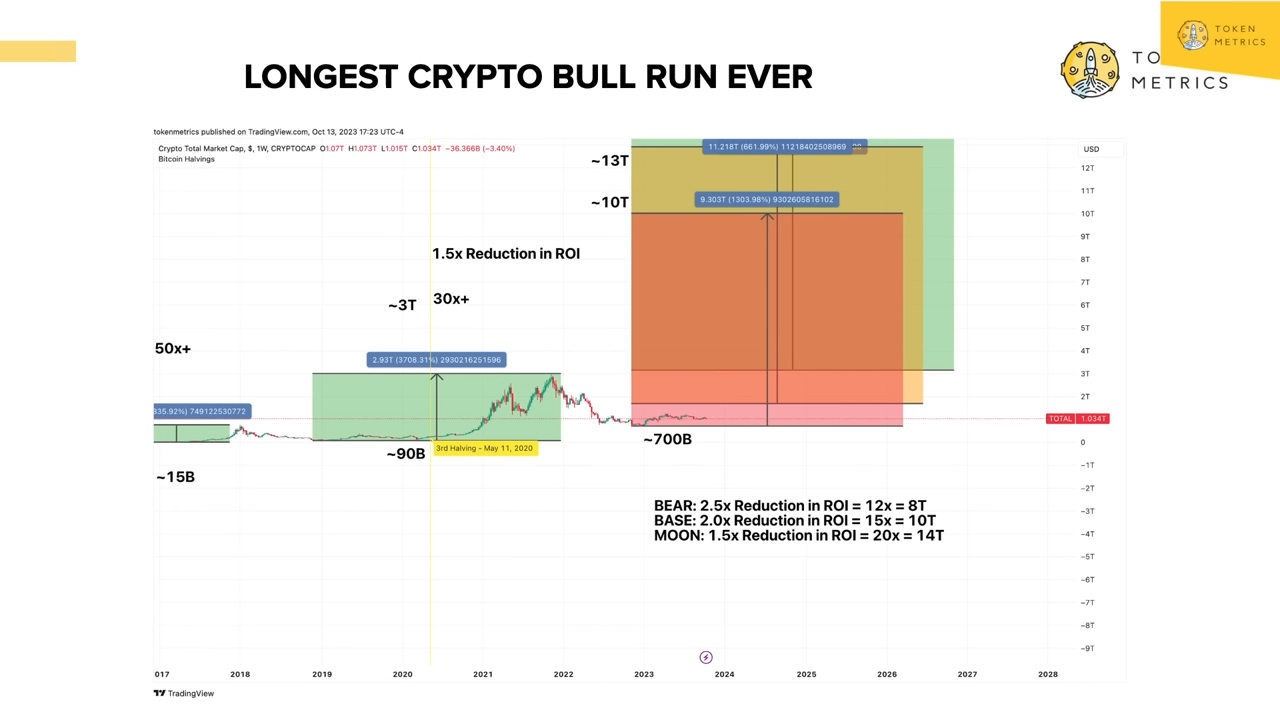 TOKEN
METRICS
TO
METRICS
LONGEST CRYPTO BULL RUN EVER
tokenmetrics published on TradingView.com, Oct 13, 2023 17:23 UTC-4
Crypto Total Market Cap, $, 1W, CRYPTOCAP O1.07T H1.073T L1.015T C1.034T −36.366B (−3.40%)
Bitcoin Halvings
USD
11.218T (661.99%) 11218402508969
~13T
12T
11T
9.303T (1303.98%) 9302605816102
~10T
10T
9T
1.5x Reduction in ROI
8T
7T
~3T
30x+
6T
5T
50x+
4T
2.93T (3708.31%) 2930216251596
3T
2T
835.92%) 749122530772
TOTAL 1.034T
~700B
0
3rd Halving - May 11, 2020
~90B
−1T
~15B
−2T
BEAR: 2.5x Reduction in ROI = 12x = 8T
−3T
BASE: 2.0x Reduction in ROI = 15x = 10T
MOON: 1.5x Reduction in ROI = 20x = 14T
−4T
−5T
−6T
−7T
−8T
−9T
017 2018 2019 2020 2021 2022 2023 2024 2025 2026 2027 2028
TradingView